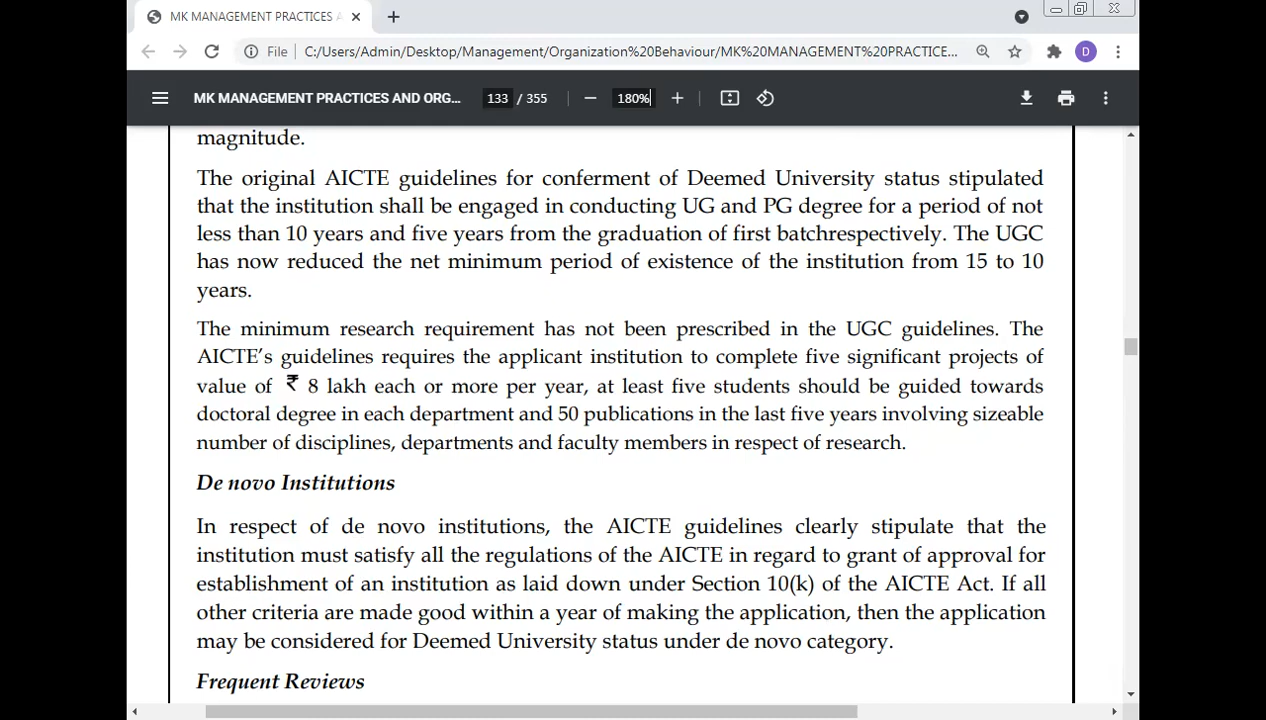 MK MANAGEMENT PRACTICES A
File C:/Users/Admin/Desktop/Management/Organization%20Behaviour/MK%20MANAGEMENT%20PRACTICE... D
MK MANAGEMENT PRACTICES AND ORG... 133 / 355 180%
magnitude.
The original AICTE guidelines for conferment of Deemed University status stipulated
that the institution shall be engaged in conducting UG and PG degree for a period of not
less than 10 years and five years from the graduation of first batchrespectively. The UGC
has now reduced the net minimum period of existence of the institution from 15 to 10
years.
The minimum research requirement has not been prescribed in the UGC guidelines. The
AICTE's guidelines requires the applicant institution to complete five significant projects of
value of ₹ 8 lakh each or more per year, at least five students should be guided towards
doctoral degree in each department and 50 publications in the last five years involving sizeable
number of disciplines, departments and faculty members in respect of research.
De novo Institutions
In respect of de novo institutions, the AICTE guidelines clearly stipulate that the
institution must satisfy all the regulations of the AICTE in regard to grant of approval for
establishment of an institution as laid down under Section 10(k) of the AICTE Act. If all
other criteria are made good within a year of making the application, then the application
may be considered for Deemed University status under de novo category.
Frequent Reviews